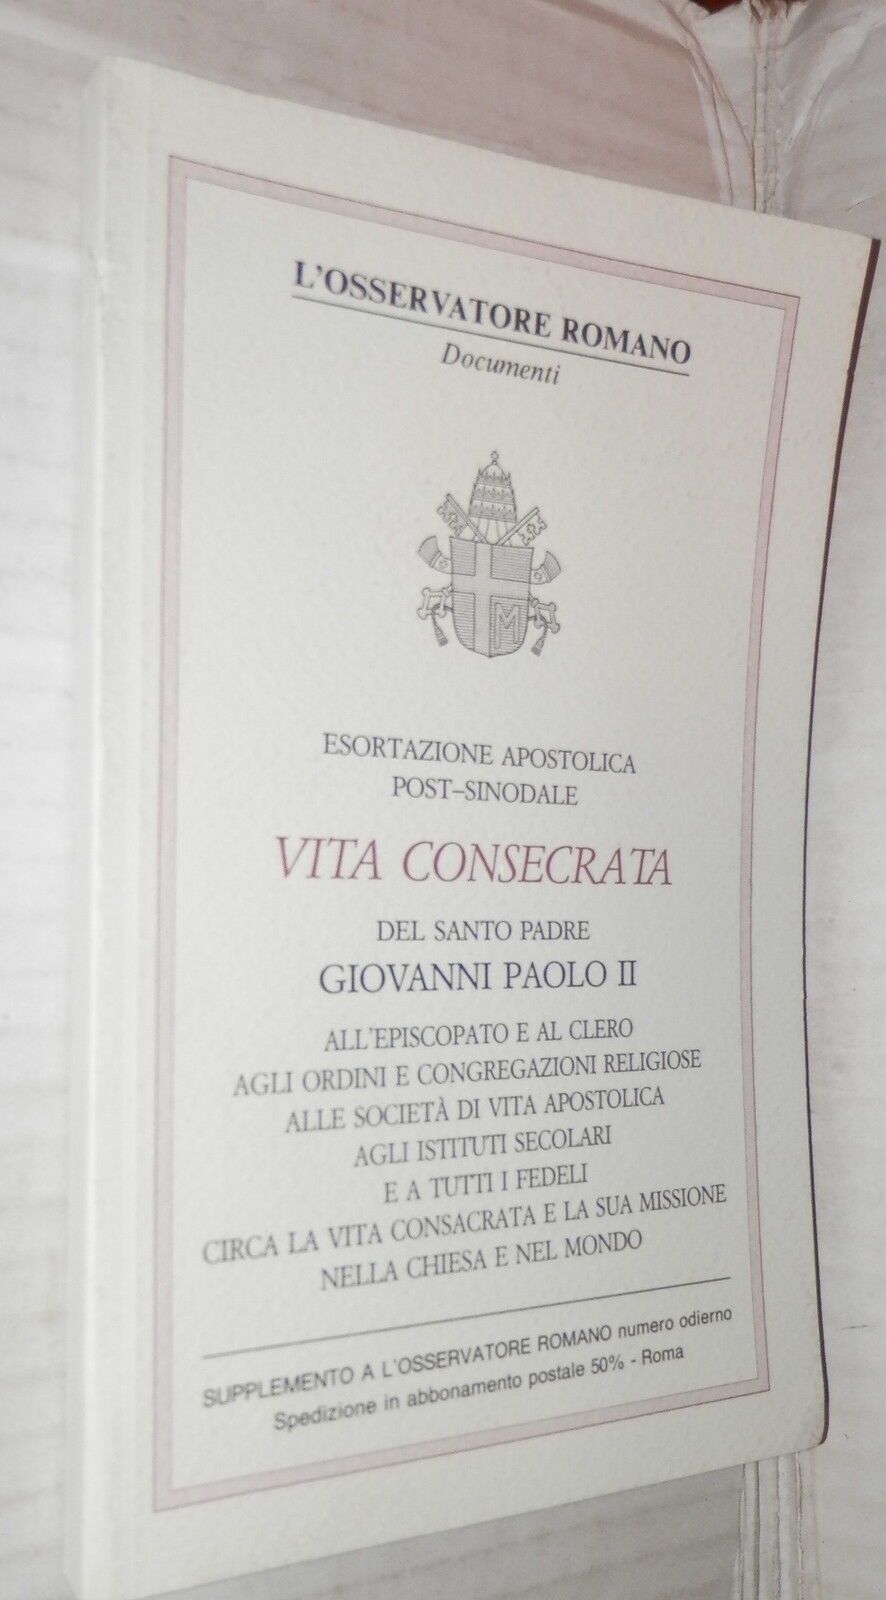 L'OSSERVATORE ROMANO
Documenti
M
ESORTAZIONE APOSTOLICA
POST-SINODALE
VITA CONSECRATA
DEL SANTO PADRE
GIOVANNI PAOLO II
ALL'EPISCOPATO E AL CLERO
AGLI ORDINI E CONGREGAZIONI RELIGIOSE
ALLE SOCIETÀ DI VITA APOSTOLICA
AGLI ISTITUTI SECOLARI
E A TUTTI I FEDELI
CIRCA LA VITA CONSACRATA E LA SUA MISSIONE
NELLA CHIESA E NEL MONDO
SUPPLEMENTO A L'OSSERVATORE ROMANO numero odierno
Spedizione in abbonamento postale 50% - Roma